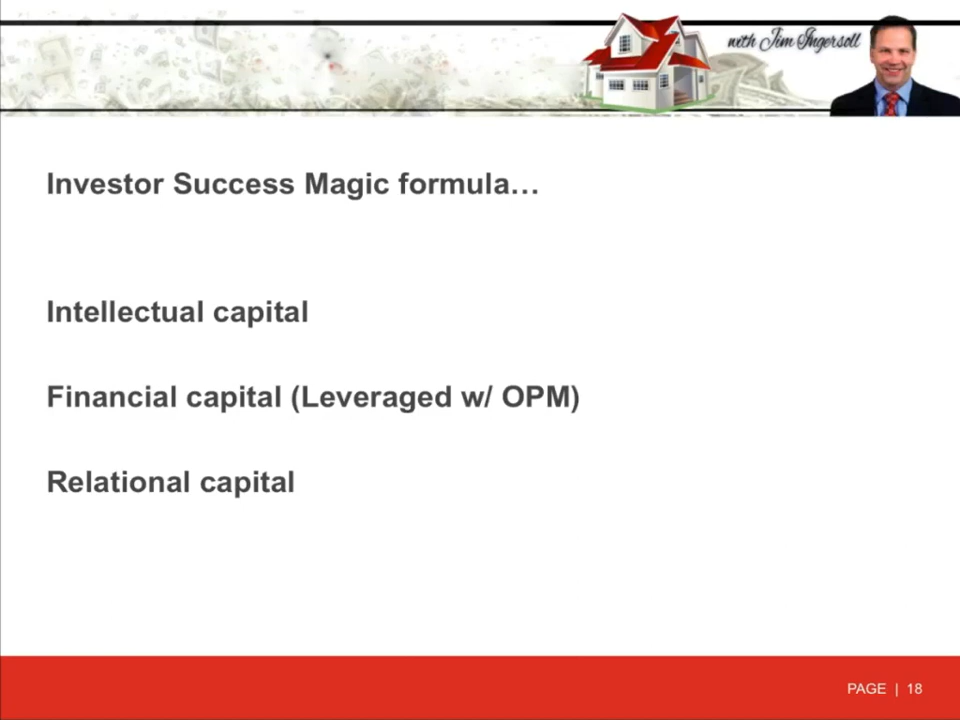 with Jim Ingersoll
Investor Success Magic formula…
Intellectual capital
Financial capital (Leveraged w/ OPM)
Relational capital
PAGE | 18